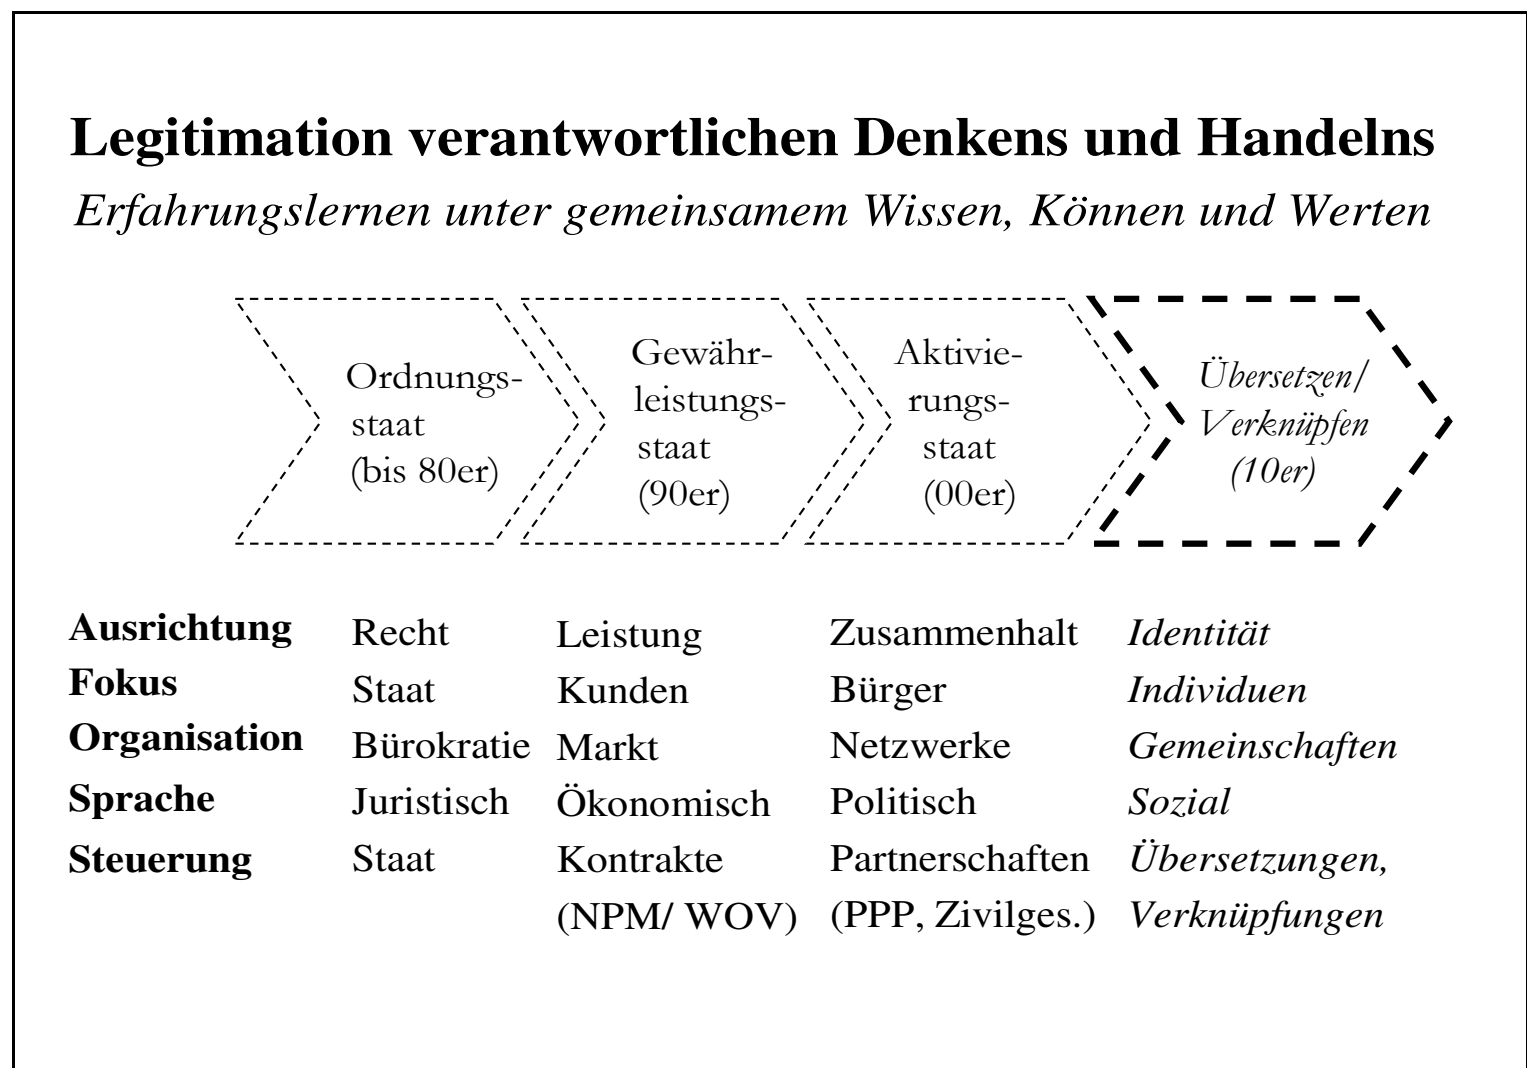 Legitimation verantwortlichen Denkens und Handelns
Erfahrungslernen unter gemeinsamem Wissen, Können und Werten
Ordnungs-
staat
(bis 80er)
Gewähr-
leistungs-
staat
(90er)
Aktivie-
rungs-
staat
(00er)
Übersetzen/
Verknüpfen
(10er)
Ausrichtung Recht Leistung Zusammenhalt Identität
Fokus Staat Kunden Bürger Individuen
Organisation Bürokratie Markt Netzwerke Gemeinschaften
Sprache Juristisch Ökonomisch Politisch Sozial
Steuerung Staat Kontrakte Partnerschaften Übersetzungen,
(NPM/ WOV) (PPP, Zivilges.) Verknüpfungen